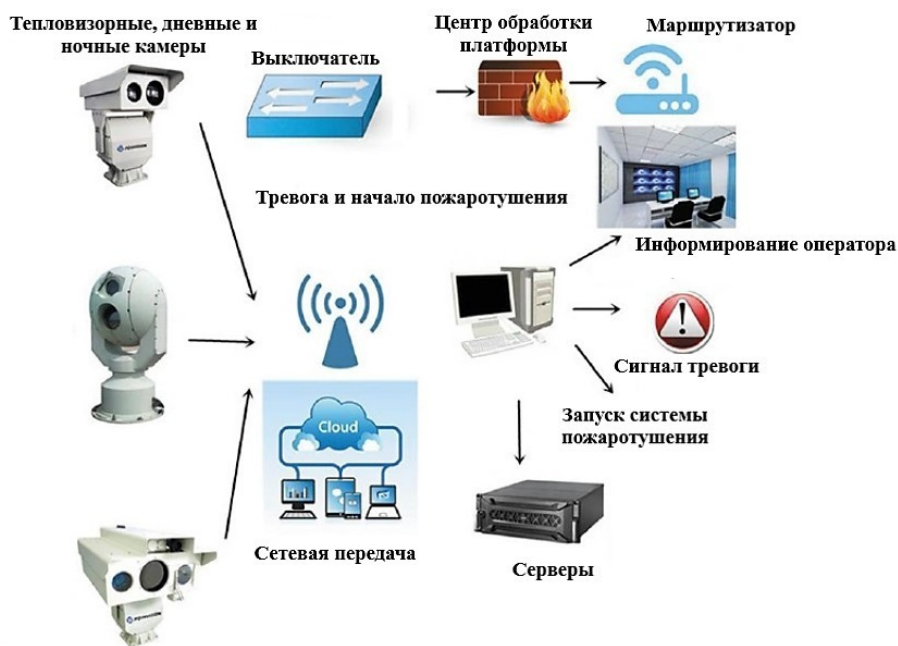 Тепловизорные, дневные и
ночные камеры
Выключатель
Центр обработки
платформы
Маршрутизатор
Тревога и начало пожаротушения
Информирование оператора
Сигнал тревоги
Запуск системы
пожаротушения
Cloud
Сетевая передача
Серверы